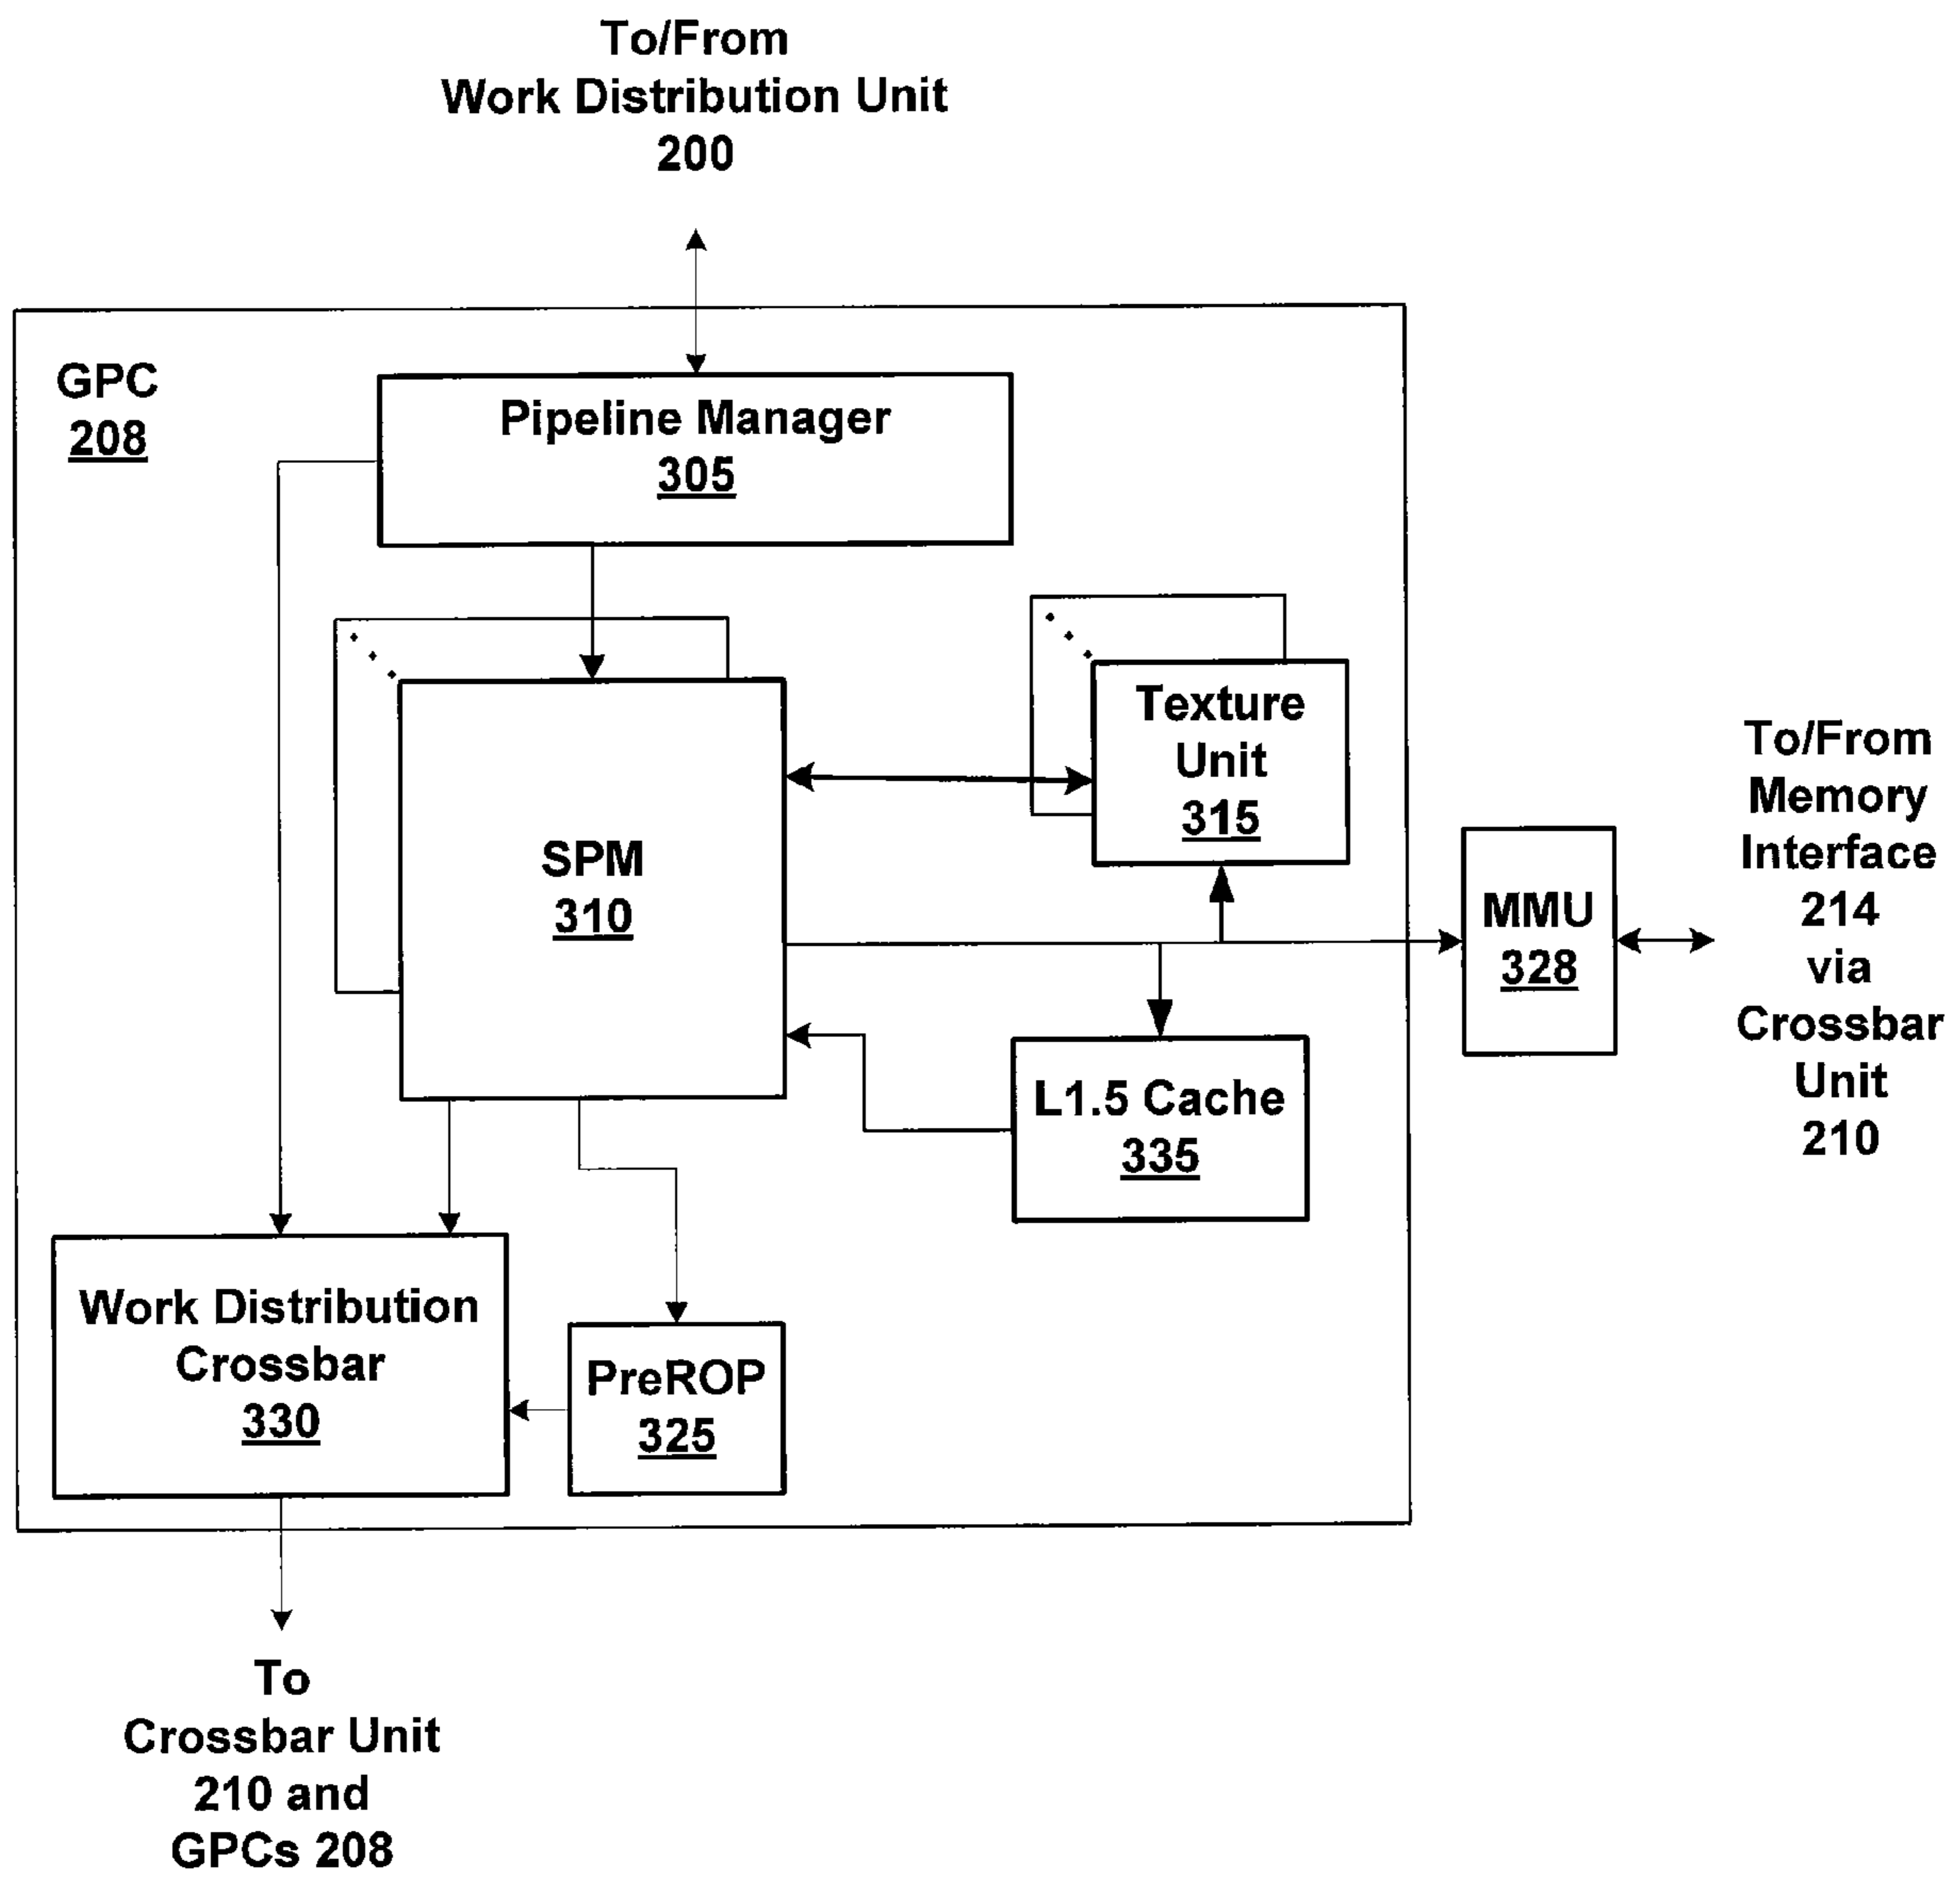 To/From
Work Distribution Unit
200
GPC
208
Pipeline Manager
305
Texture
Unit
315
SPM
310
To/From
Memory
Interface
214
via
Crossbar
Unit
210
MMU
328
L1.5 Cache
335
Work Distribution
Crossbar
330
PreROP
325
To
Crossbar Unit
210 and
GPCs 208